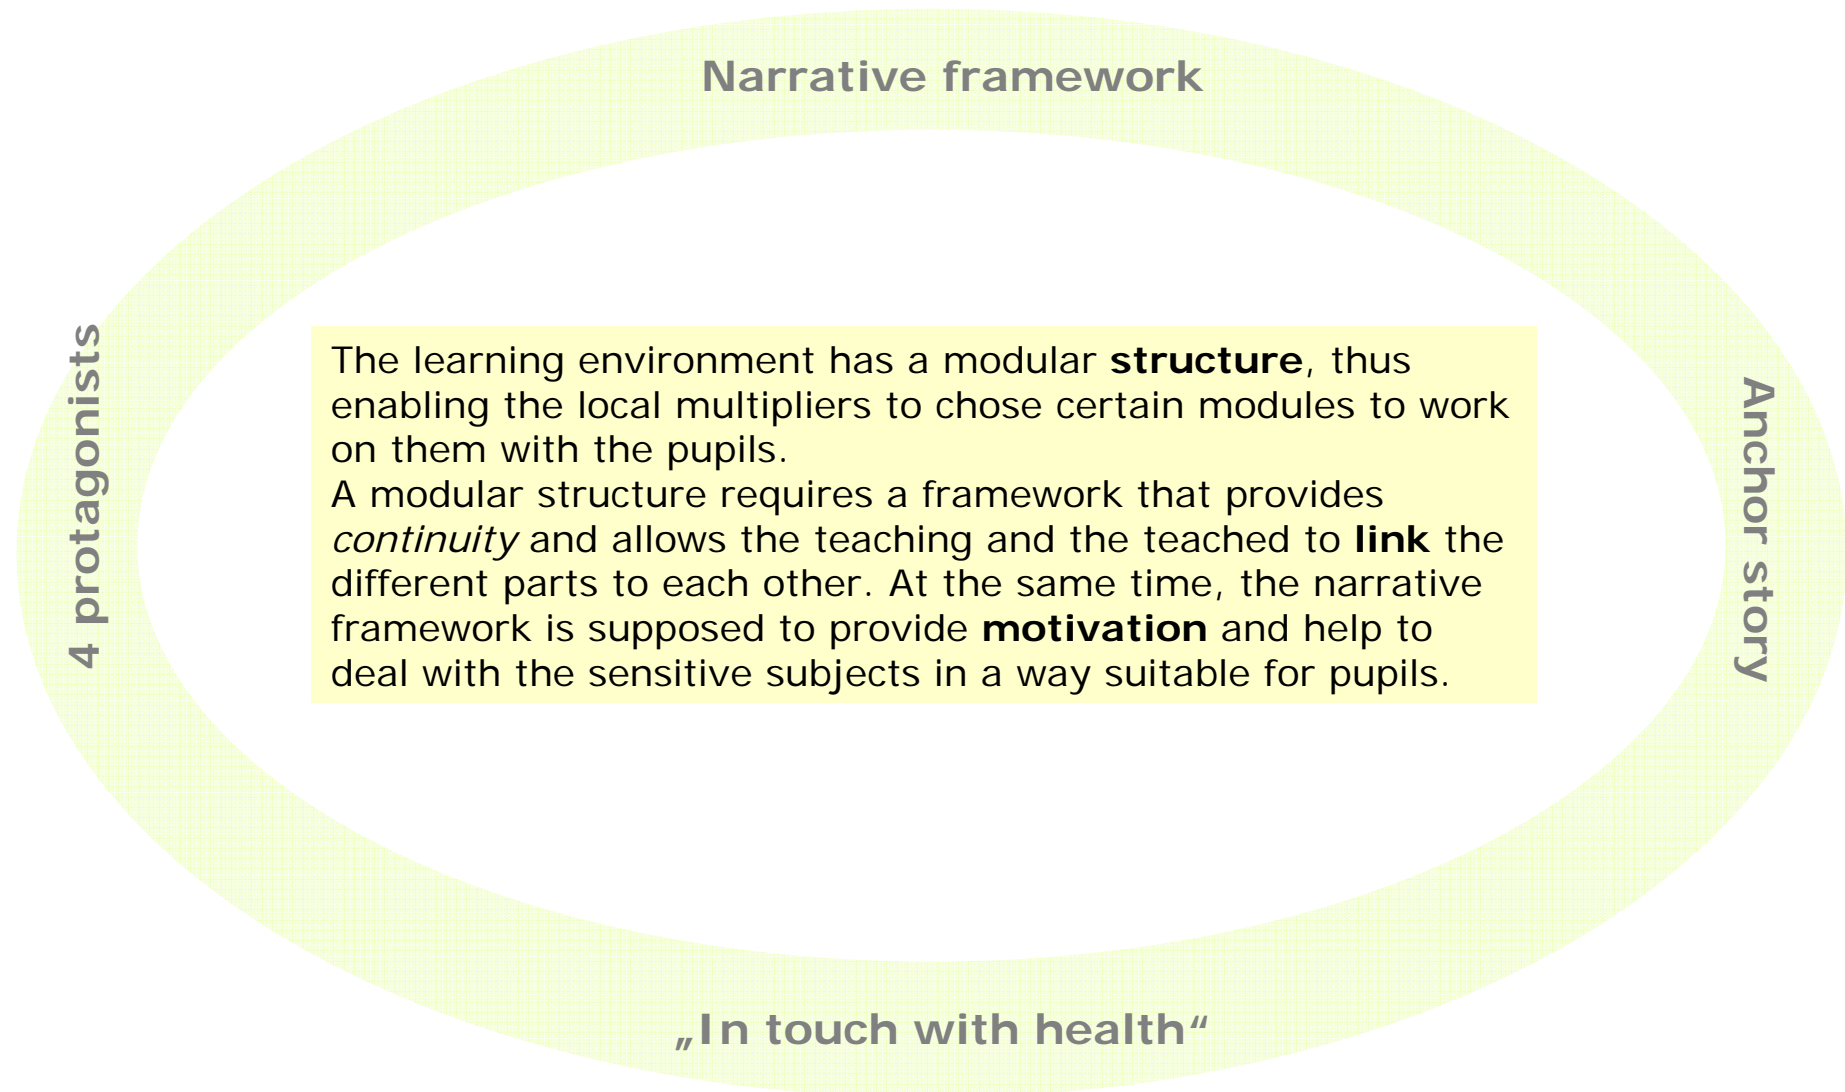 Narrative framework
4 protagonists
The learning environment has a modular structure, thus
enabling the local multipliers to chose certain modules to work
on them with the pupils.
A modular structure requires a framework that provides
continuity and allows the teaching and the teached to link the
different parts to each other. At the same time, the narrative
framework is supposed to provide motivation and help to
deal with the sensitive subjects in a way suitable for pupils.
Anchor story
„In touch with health“